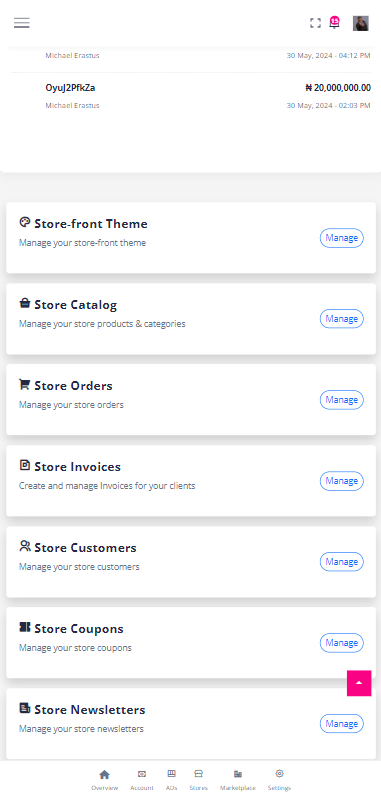 15
Michael Erastus 30 May, 2024 - 04:12 PM
OyuJ2PfkZa ₦ 20,000,000.00
Michael Erastus 30 May, 2024 - 02:03 PM
Store-front Theme
Manage your store-front theme
Manage
Store Catalog
Manage your store products & categories
Manage
Store Orders
Manage your store orders
Manage
Store Invoices
Create and manage Invoices for your clients
Manage
Store Customers
Manage your store customers
Manage
Store Coupons
Manage your store coupons
Manage
Store Newsletters
Manage your store newsletters
Manage
Overview Account ADs Stores Marketplace Settings